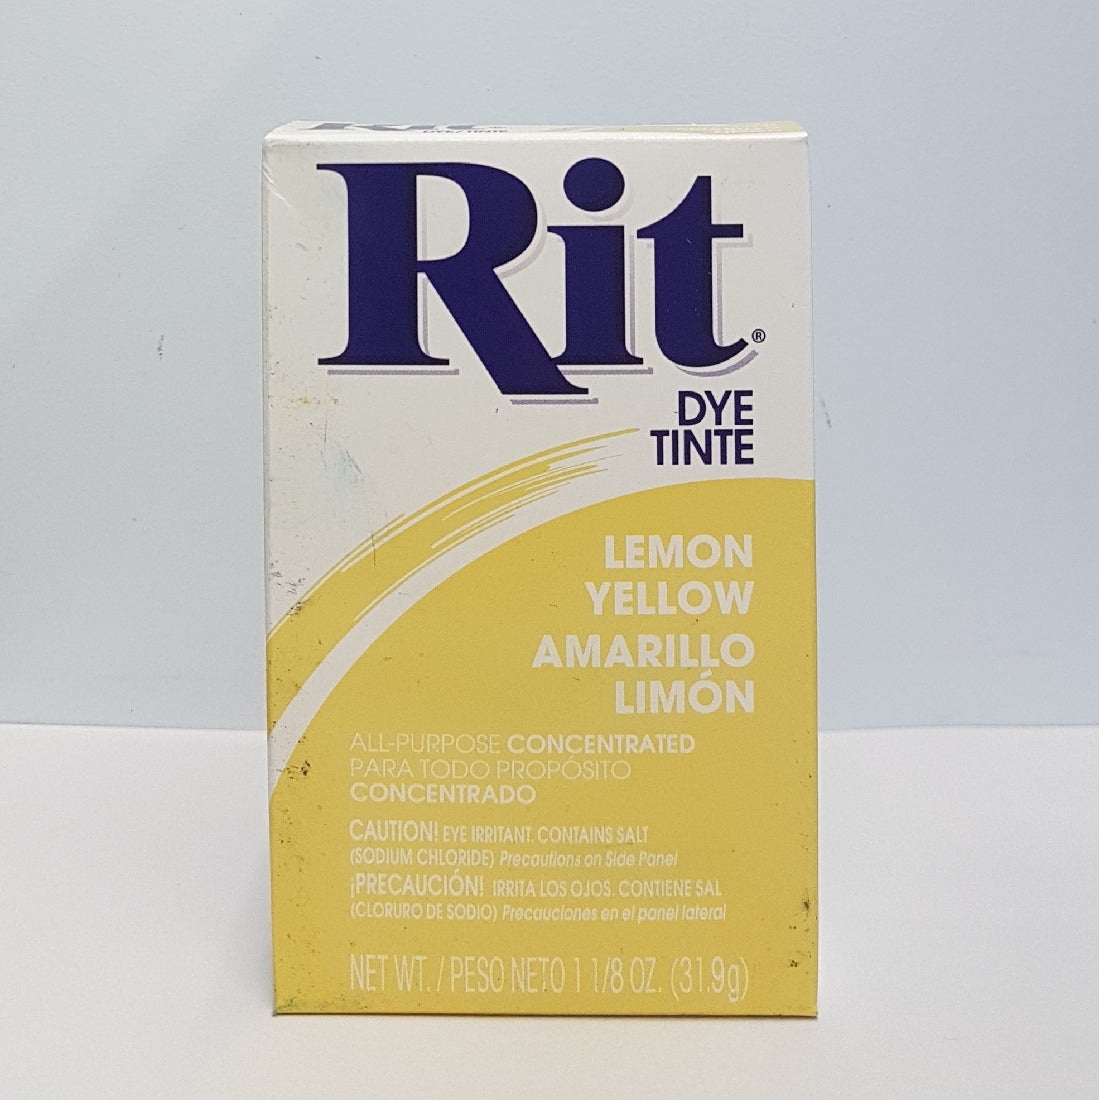 Rit®
DYE
TINTE
LEMON
YELLOW
AMARILLO
LIMÓN
ALL-PURPOSE CONCENTRATED
PARA TODO PROPÓSITO
CONCENTRADO
CAUTION! EYE IRRITANT. CONTAINS SALT
(SODIUM CHLORIDE) Precautions on Side Panel
¡PRECAUCIÓN! IRRITA LOS OJOS. CONTIENE SAL
(CLORURO DE SODIO) Precauciones en el panel lateral
NET WT. / PESO NETO 1 1/8 OZ. (31.9g)